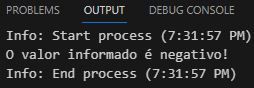 PROBLEMS OUTPUT DEBUG CONSOLE
Info: Start process (7:31:57 PM)
O valor informado é negativo!
Info: End process (7:31:57 PM)